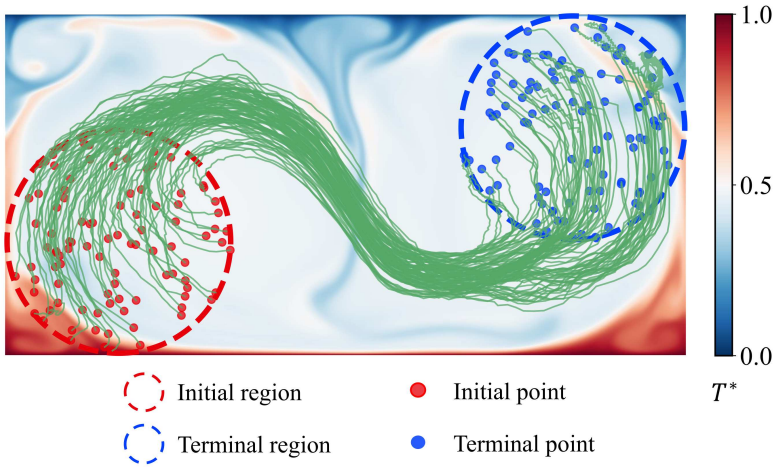 1.0
0.5
0.0
T*
Initial region
Initial point
Terminal region
Terminal point